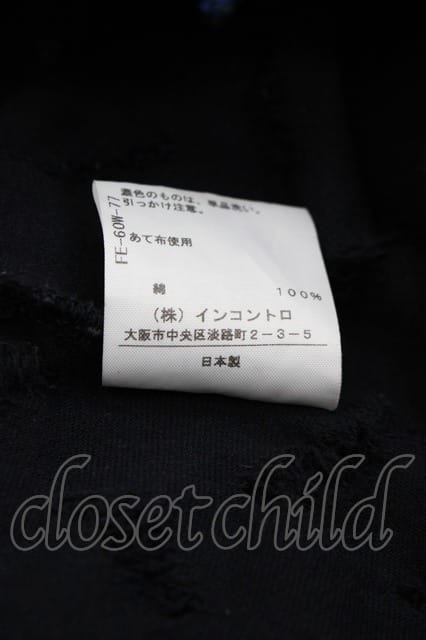 濃色のものは、単品洗い。
引っかけ注意。
FE-60W-77
あて布使用
綿 100%
(株)インコントロ
大阪市中央区淡路町2-3-5
日本製
closet child